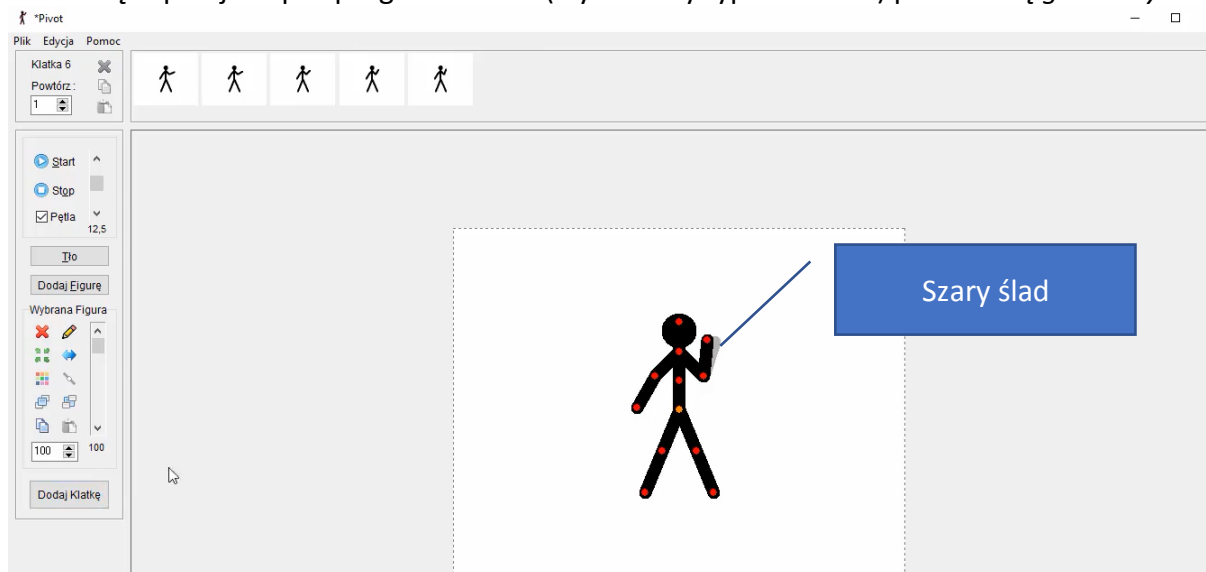 *Pivot
Plik Edycja Pomoc
Klatka 6
Powtórz :
1
Start
Stop
Pętla
12,5
Tło
Dodaj Figurę
Wybrana Figura
100
100
Dodaj Klatkę
Szary ślad